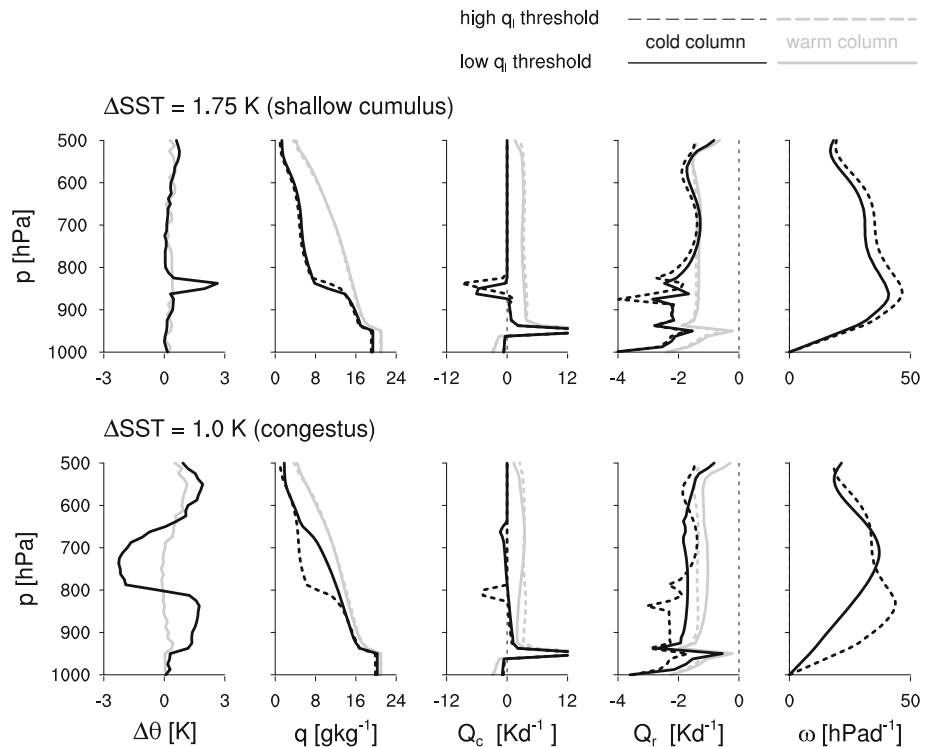 high qₗ threshold
cold column warm column
low qₗ threshold
ΔSST = 1.75 K (shallow cumulus)
p [hPa]
500
600
700
800
900
1000
-3 0 3 0 8 16 24 -12 0 12 -4 -2 0 0 50
ΔSST = 1.0 K (congestus)
p [hPa]
500
600
700
800
900
1000
-3 0 3 0 8 16 24 -12 0 12 -4 -2 0 0 50
Δθ [K] q [gkg⁻¹] Q_c [Kd⁻¹] Q_r [Kd⁻¹] ω [hPad⁻¹]